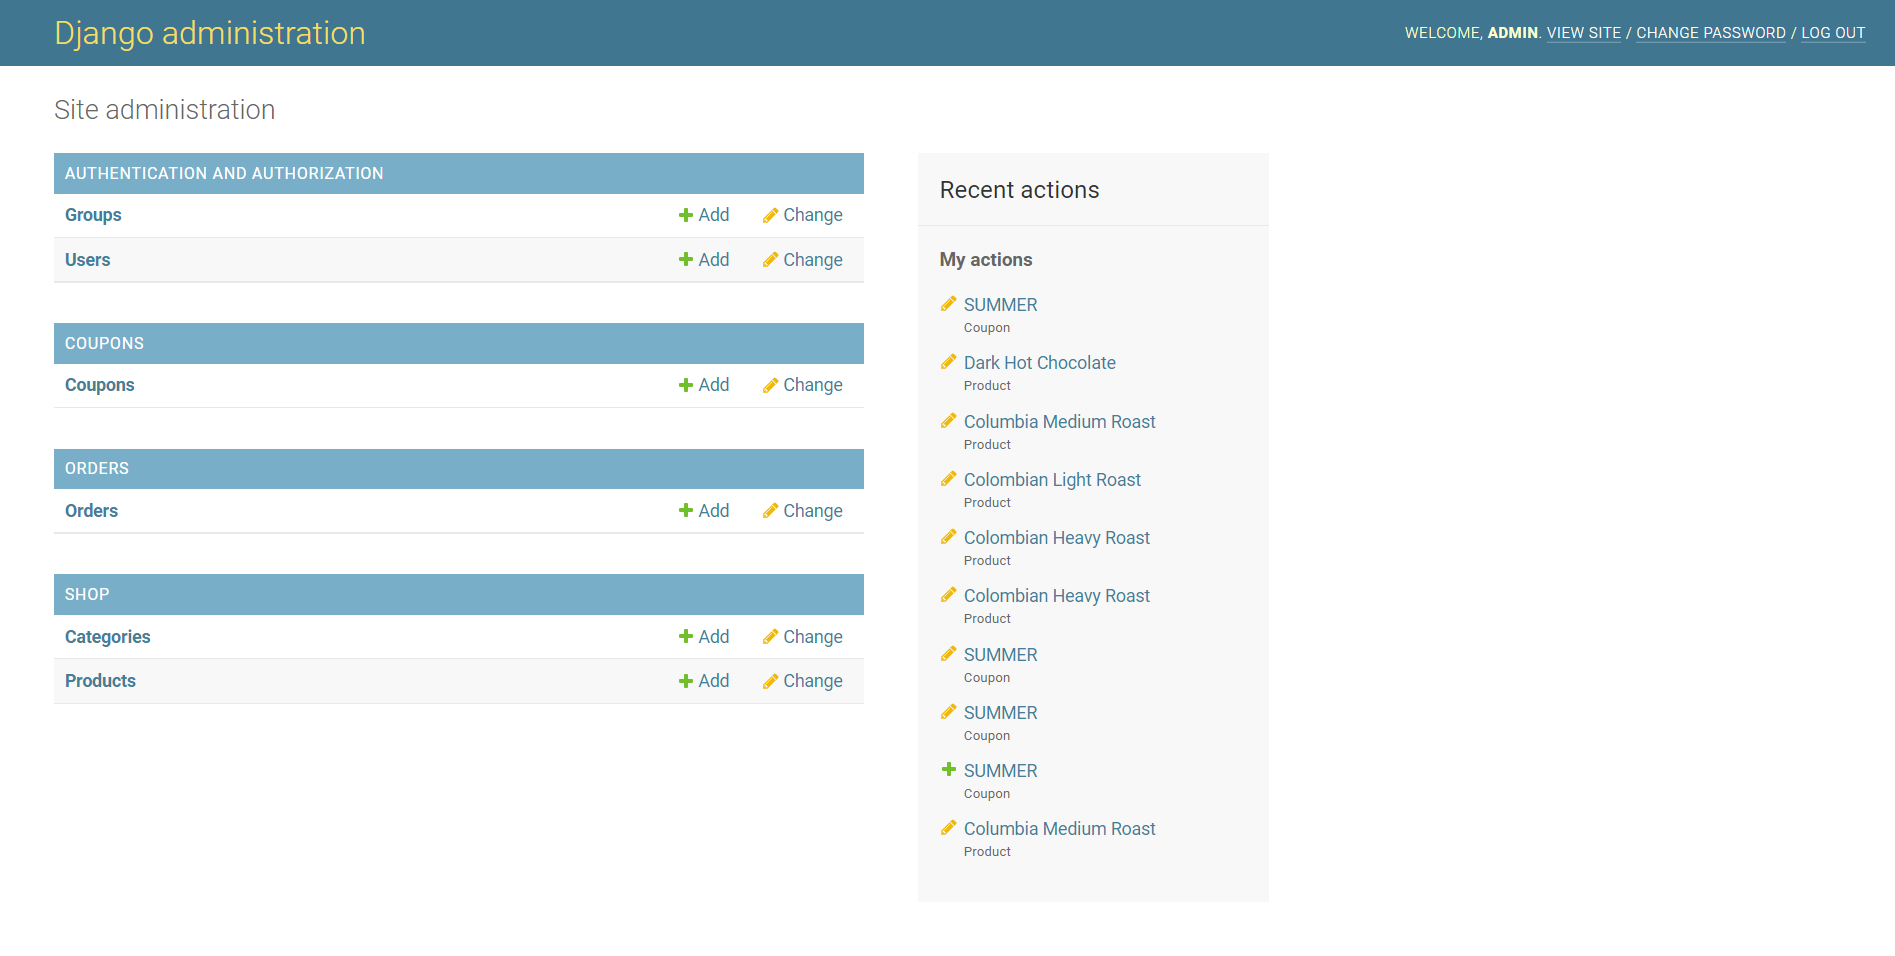 Django administration
WELCOME, ADMIN. VIEW SITE / CHANGE PASSWORD / LOG OUT
Site administration
AUTHENTICATION AND AUTHORIZATION
Groups Add Change
Users Add Change
COUPONS
Coupons Add Change
ORDERS
Orders Add Change
SHOP
Categories Add Change
Products Add Change
Recent actions
My actions
SUMMER
Coupon
Dark Hot Chocolate
Product
Columbia Medium Roast
Product
Colombian Light Roast
Product
Colombian Heavy Roast
Product
Colombian Heavy Roast
Product
SUMMER
Coupon
SUMMER
Coupon
SUMMER
Coupon
Columbia Medium Roast
Product